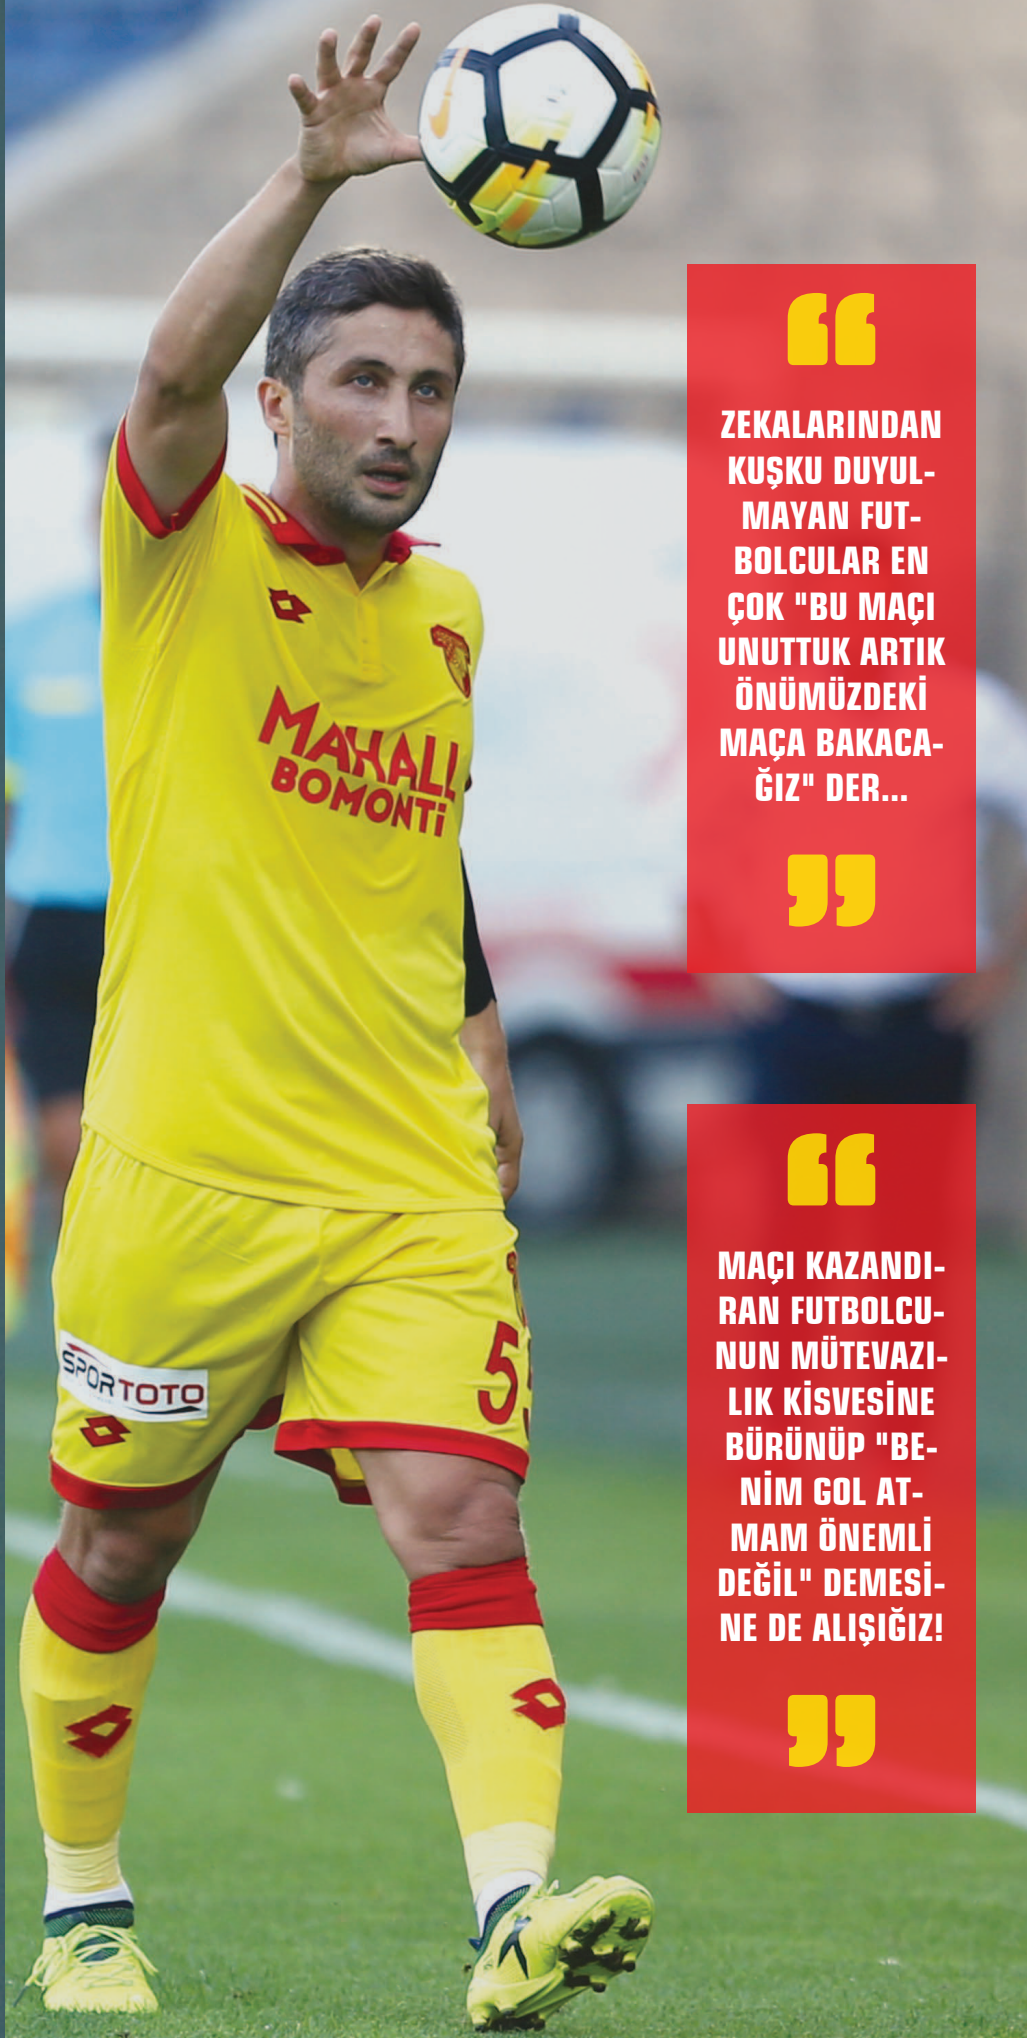 ZEKALARINDAN
KUŞKU DUYUL-
MAYAN FUT-
BOLCULAR EN
ÇOK "BU MAÇI
UNUTTUK ARTIK
ÖNÜMÜZDEKİ
MAÇA BAKACA-
ĞIZ" DER...
MAHALL
BOMONTİ
MAÇI KAZANDI-
RAN FUTBOLCU-
NUN MÜTEVAZI-
LIK KİSVESİNE
BÜRÜNÜP "BE-
NİM GOL AT-
MAM ÖNEMLİ
DEĞİL" DEMESİ-
NE DE ALIŞIĞIZ!
SPORTOTO